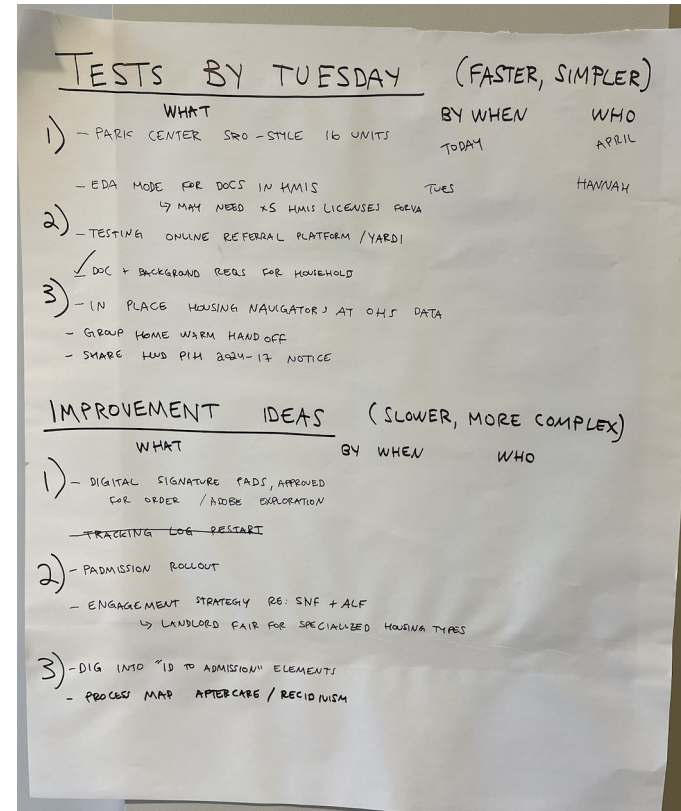 TESTS BY TUESDAY (FASTER, SIMPLER)
WHAT BY WHEN WHO
1) - PARK CENTER SRO-STYLE 16 UNITS TODAY APRIL
- EDA MODE FOR DOCS IN HMIS TUES HANNAH
↳ MAY NEED x5 HMIS LICENSES FOR VA
2) - TESTING ONLINE REFERRAL PLATFORM / YARDI
✓ DOC + BACKGROUND REQS FOR HOUSEHOLD
3) - IN PLACE HOUSING NAVIGATORS AT OHS DATA
- GROUP HOME WARM HAND OFF
- SHARE HUD PIH 2024-17 NOTICE
IMPROVEMENT IDEAS (SLOWER, MORE COMPLEX)
WHAT BY WHEN WHO
1) - DIGITAL SIGNATURE PADS, APPROVED
FOR ORDER / ADOBE EXPLORATION
- TRACKING LOG RESTART
2) - PADMISSION ROLLOUT
- ENGAGEMENT STRATEGY RE: SNF + ALF
↳ LANDLORD FAIR FOR SPECIALIZED HOUSING TYPES
3) - DIG INTO "ID TO ADMISSION" ELEMENTS
- PROCESS MAP AFTERCARE / RECIDIVISM